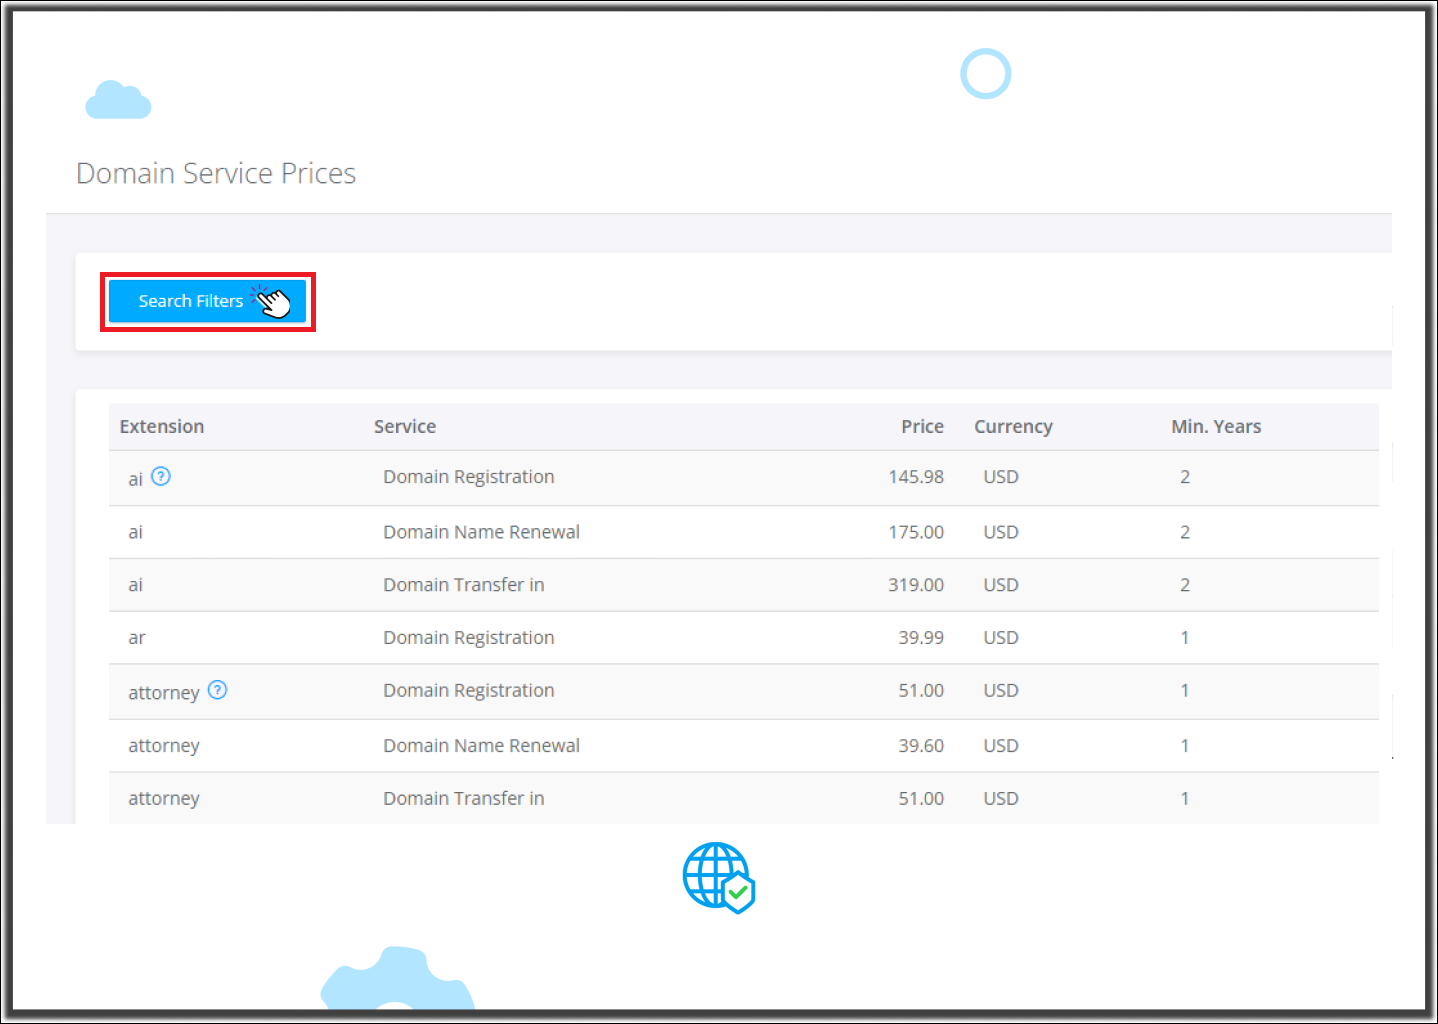 Domain Service Prices
Search Filters
Extension Service Price Currency Min. Years
ai ? Domain Registration 145.98 USD 2
ai Domain Name Renewal 175.00 USD 2
ai Domain Transfer in 319.00 USD 2
ar Domain Registration 39.99 USD 1
attorney ? Domain Registration 51.00 USD 1
attorney Domain Name Renewal 39.60 USD 1
attorney Domain Transfer in 51.00 USD 1